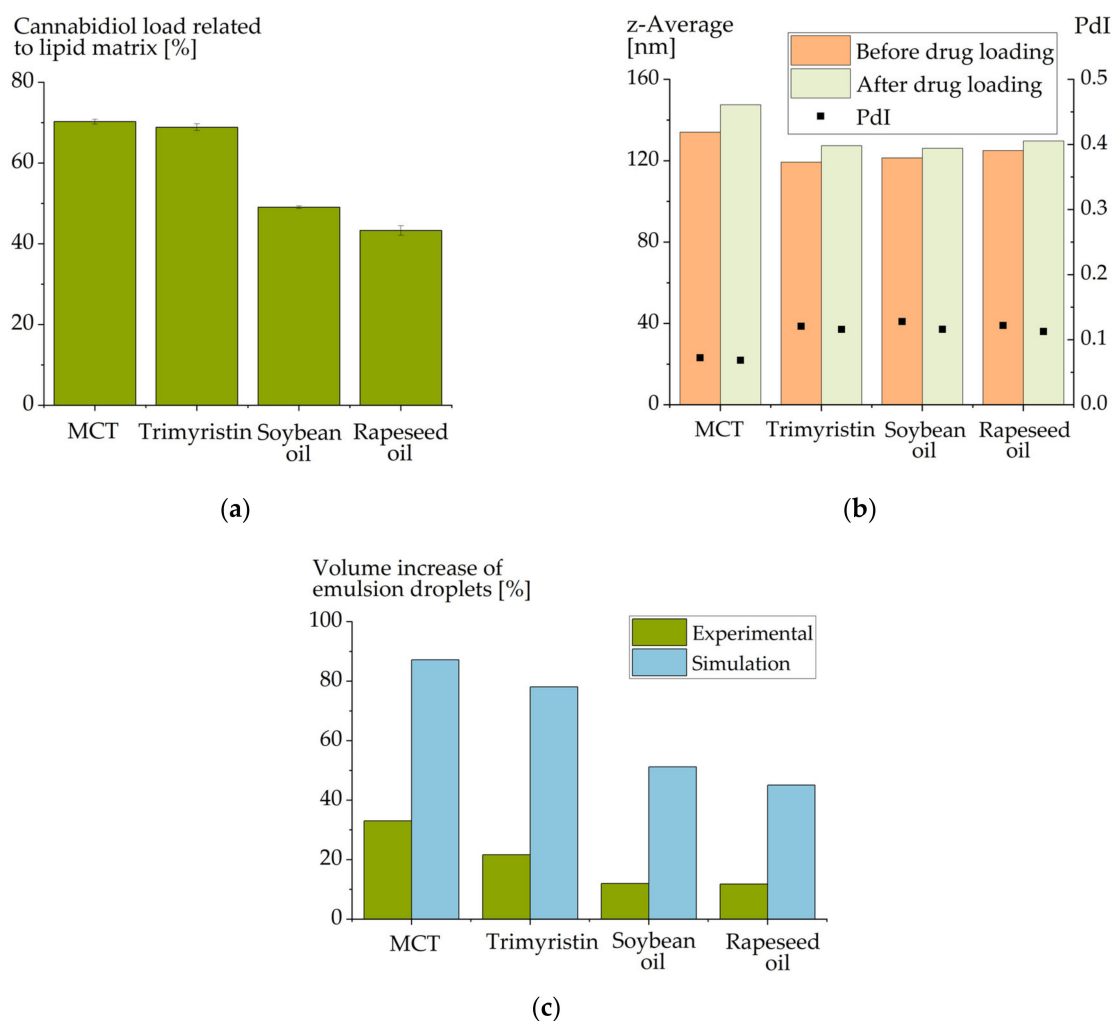 Cannabidiol load related
to lipid matrix [%]
80
60
40
20
0
MCT
Trimyristin
Soybean
oil
Rapeseed
oil
(a)
z-Average
[nm]
PdI
Before drug loading
After drug loading
PdI
160
120
80
40
0
0.5
0.4
0.3
0.2
0.1
0.0
MCT
Trimyristin
Soybean
oil
Rapeseed
oil
(b)
Volume increase of
emulsion droplets [%]
Experimental
Simulation
100
80
60
40
20
0
MCT
Trimyristin
Soybean
oil
Rapeseed
oil
(c)